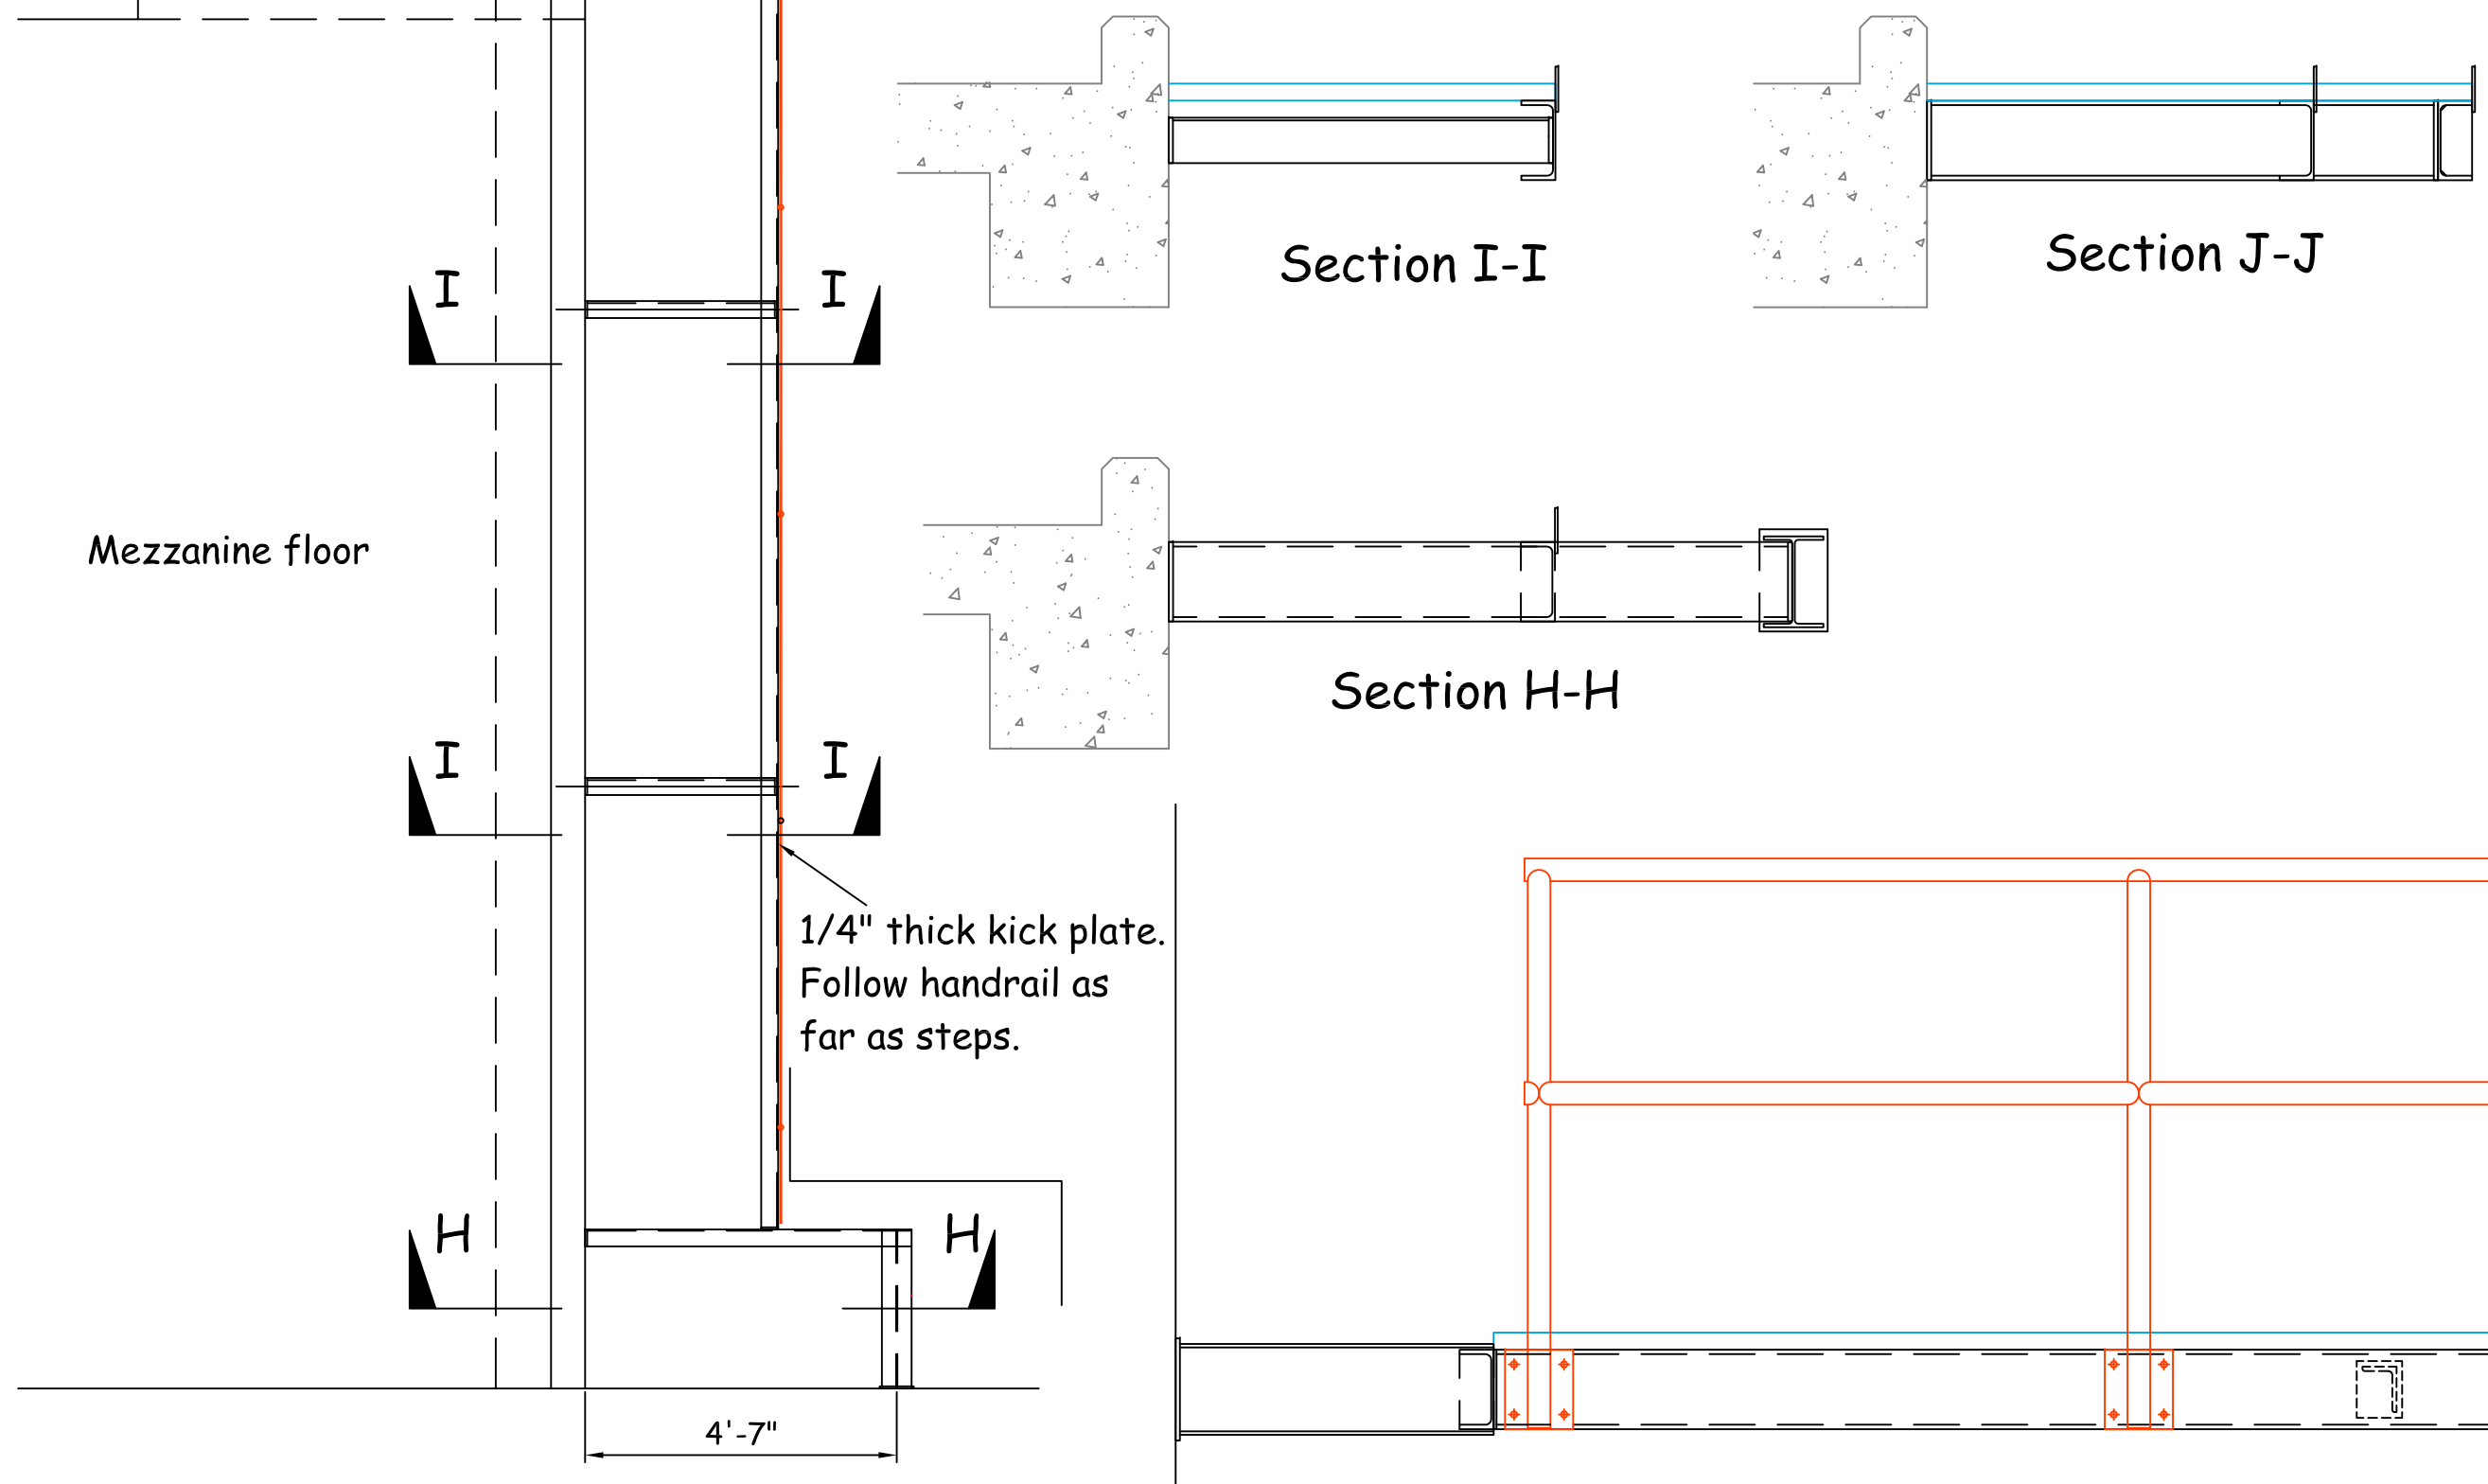 Section I-I
Section J-J
I
I
Mezzanine floor
Section H-H
I
I
1/4" thick kick plate.
Follow handrail as
far as steps.
H
H
4'-7"